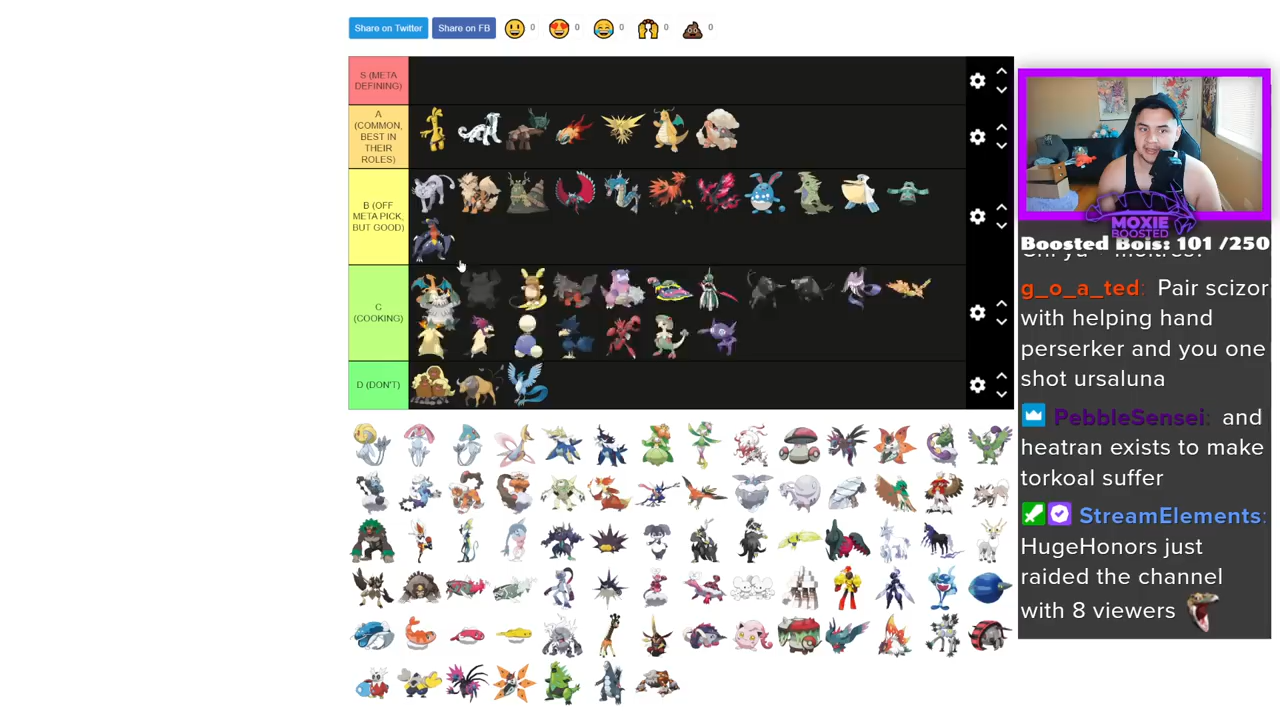 Share on Twitter
Share on FB
0
0
0
0
0
S (META
DEFINING)
A
(COMMON,
BEST IN
THEIR
ROLES)
B (OFF
META PICK,
BUT GOOD)
C
(COOKING)
D (DON'T)
MOXIE
BOOSTED
Boosted Bois: 101 /250
g_o_a_ted: Pair scizor
with helping hand
perserker and you one
shot ursaluna
PebbleSensei: and
heatran exists to make
torkoal suffer
StreamElements:
HugeHonors just
raided the channel
with 8 viewers